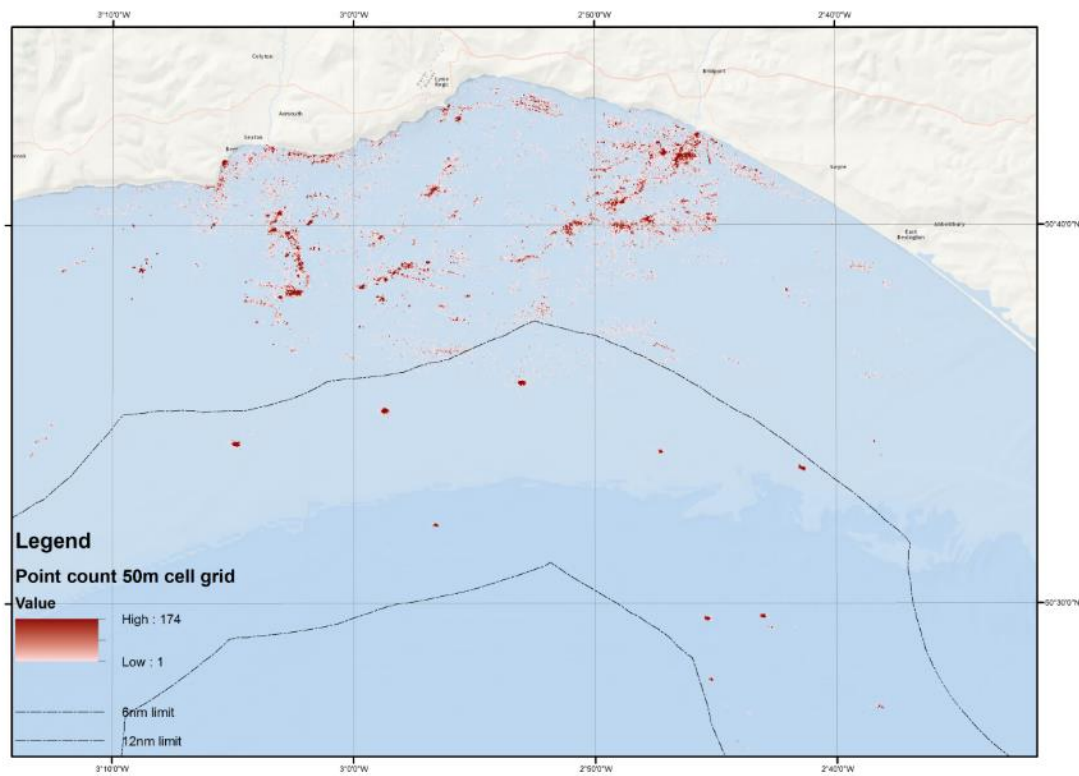 3°10'0"W 3°0'0"W 2°50'0"W 2°40'0"W
Colyton
Bridport
Lyme
Regis
Axmouth
Seaton
Beer
50°40'0"N
Abbotsbury
East
Bexington
Legend
Point count 50m cell grid
Value
High : 174
Low : 1
50°30'0"N
6nm limit
12nm limit
3°10'0"W 3°0'0"W 2°50'0"W 2°40'0"W